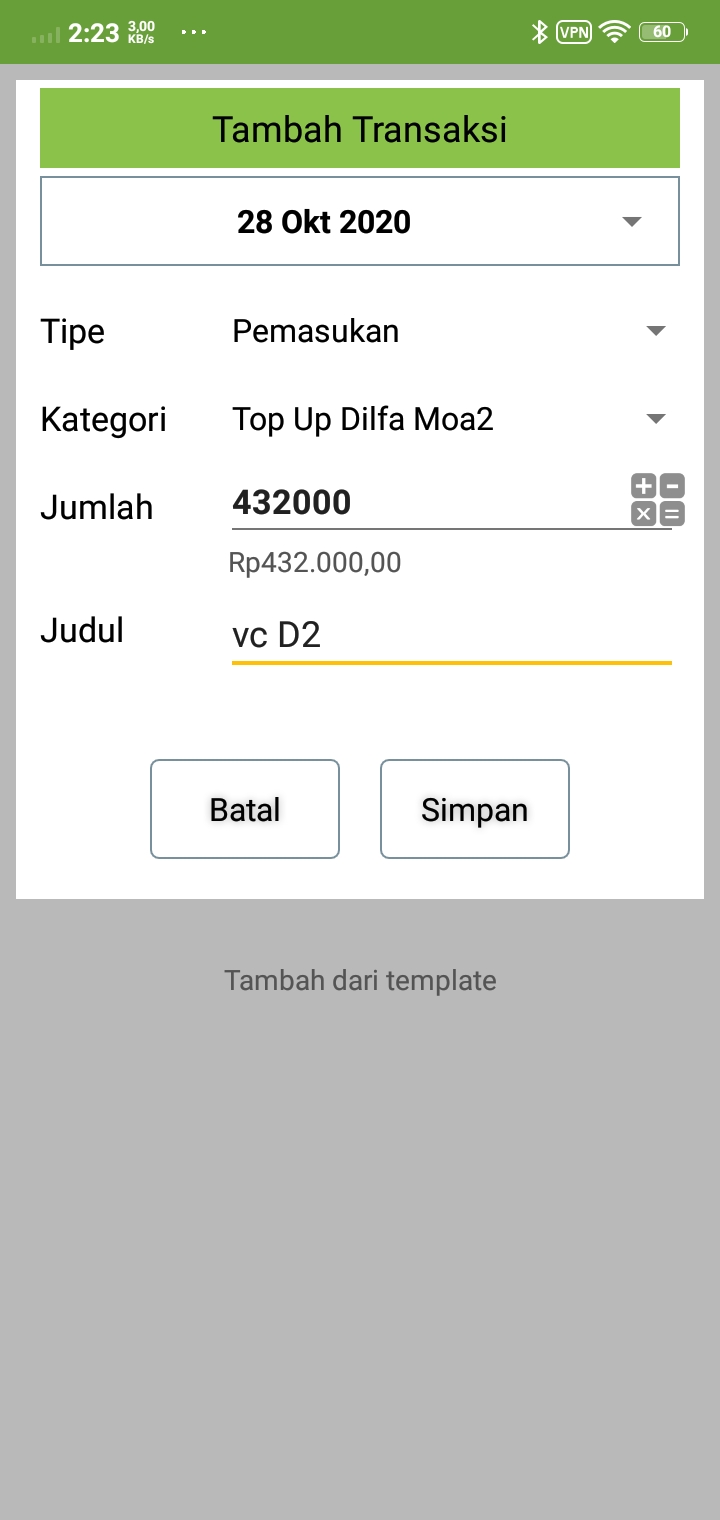 2:23 3,00 KB/s ... VPN 60
Tambah Transaksi
28 Okt 2020
Tipe Pemasukan
Kategori Top Up Dilfa Moa2
Jumlah 432000
Rp432.000,00
Judul vc D2
Batal Simpan
Tambah dari template